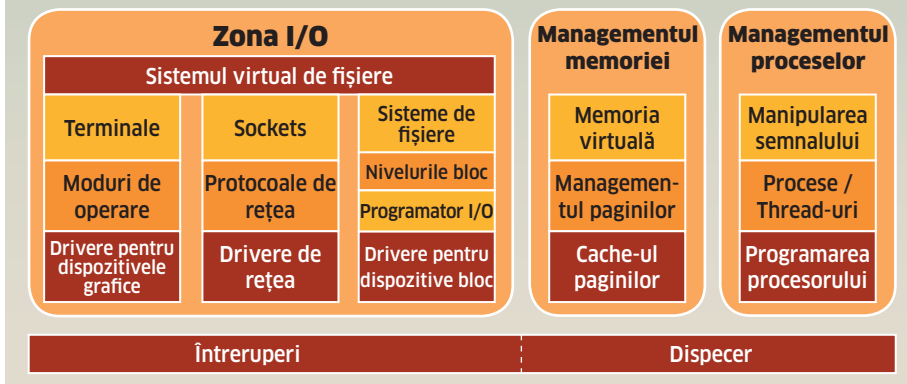 Zona I/O
Sistemul virtual de fișiere
Terminale
Moduri de
operare
Drivere pentru
dispozitivele
grafice
Sockets
Protocoale de
rețea
Drivere de
rețea
Sisteme de
fișiere
Nivelurile bloc
Programator I/O
Drivere pentru
dispozitive bloc
Managementul
memoriei
Memoria
virtuală
Managemen-
tul paginilor
Cache-ul
paginilor
Managementul
proceselor
Manipularea
semnalului
Procese /
Thread-uri
Programarea
procesorului
Întreruperi
Dispecer